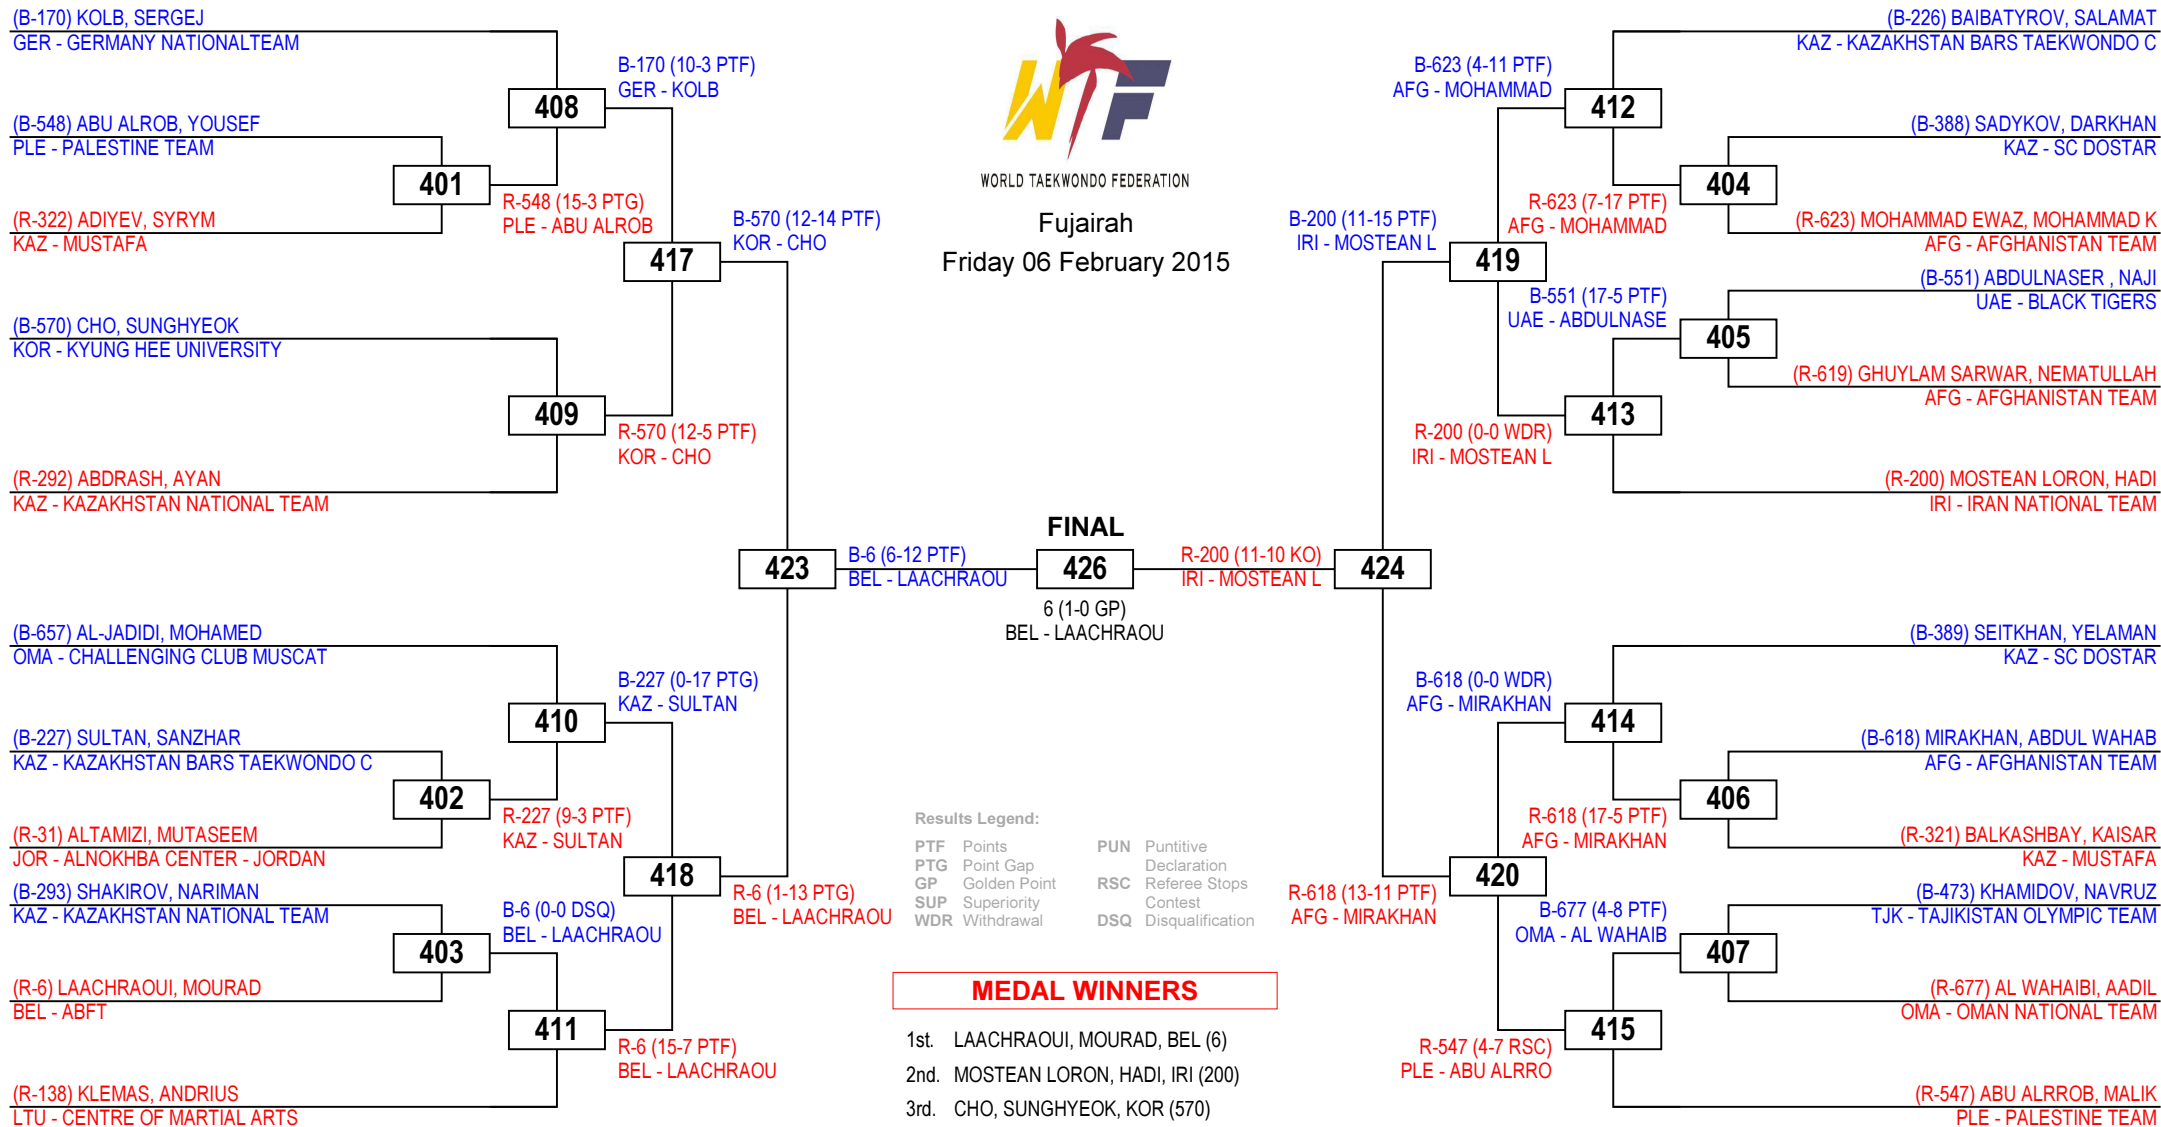 (B-170) KOLB, SERGEJ
GER - GERMANY NATIONALTEAM
(B-548) ABU ALROB, YOUSEF
PLE - PALESTINE TEAM
(R-322) ADIYEV, SYRYM
KAZ - MUSTAFA
(B-570) CHO, SUNGHYEOK
KOR - KYUNG HEE UNIVERSITY
(R-292) ABDRASH, AYAN
KAZ - KAZAKHSTAN NATIONAL TEAM
(B-657) AL-JADIDI, MOHAMED
OMA - CHALLENGING CLUB MUSCAT
(B-227) SULTAN, SANZHAR
KAZ - KAZAKHSTAN BARS TAEKWONDO C
(R-31) ALTAMIZI, MUTASEEM
JOR - ALNOKHBA CENTER - JORDAN
(B-293) SHAKIROV, NARIMAN
KAZ - KAZAKHSTAN NATIONAL TEAM
(R-6) LAACHRAOUI, MOURAD
BEL - ABFT
(R-138) KLEMAS, ANDRIUS
LTU - CENTRE OF MARTIAL ARTS
401
R-548 (15-3 PTG)
PLE - ABU ALROB
402
R-227 (9-3 PTF)
KAZ - SULTAN
403
B-6 (0-0 DSQ)
BEL - LAACHRAOU
408
B-170 (10-3 PTF)
GER - KOLB
409
R-570 (12-5 PTF)
KOR - CHO
410
B-227 (0-17 PTG)
KAZ - SULTAN
411
R-6 (15-7 PTF)
BEL - LAACHRAOU
417
B-570 (12-14 PTF)
KOR - CHO
418
R-6 (1-13 PTG)
BEL - LAACHRAOU
423
B-6 (6-12 PTF)
BEL - LAACHRAOU
WTF
WORLD TAEKWONDO FEDERATION
Fujairah
Friday 06 February 2015
FINAL
426
6 (1-0 GP)
BEL - LAACHRAOU
R-200 (11-10 KO)
IRI - MOSTEAN L
424
B-200 (11-15 PTF)
IRI - MOSTEAN L
419
R-618 (13-11 PTF)
AFG - MIRAKHAN
420
B-623 (4-11 PTF)
AFG - MOHAMMAD
412
R-200 (0-0 WDR)
IRI - MOSTEAN L
413
B-618 (0-0 WDR)
AFG - MIRAKHAN
414
R-547 (4-7 RSC)
PLE - ABU ALRRO
415
R-623 (7-17 PTF)
AFG - MOHAMMAD
404
B-551 (17-5 PTF)
UAE - ABDULNASE
405
R-618 (17-5 PTF)
AFG - MIRAKHAN
406
B-677 (4-8 PTF)
OMA - AL WAHAIB
407
(B-226) BAIBATYROV, SALAMAT
KAZ - KAZAKHSTAN BARS TAEKWONDO C
(B-388) SADYKOV, DARKHAN
KAZ - SC DOSTAR
(R-623) MOHAMMAD EWAZ, MOHAMMAD K
AFG - AFGHANISTAN TEAM
(B-551) ABDULNASER , NAJI
UAE - BLACK TIGERS
(R-619) GHUYLAM SARWAR, NEMATULLAH
AFG - AFGHANISTAN TEAM
(R-200) MOSTEAN LORON, HADI
IRI - IRAN NATIONAL TEAM
(B-389) SEITKHAN, YELAMAN
KAZ - SC DOSTAR
(B-618) MIRAKHAN, ABDUL WAHAB
AFG - AFGHANISTAN TEAM
(R-321) BALKASHBAY, KAISAR
KAZ - MUSTAFA
(B-473) KHAMIDOV, NAVRUZ
TJK - TAJIKISTAN OLYMPIC TEAM
(R-677) AL WAHAIBI, AADIL
OMA - OMAN NATIONAL TEAM
(R-547) ABU ALRROB, MALIK
PLE - PALESTINE TEAM
Results Legend:
PTF Points
PTG Point Gap
GP Golden Point
SUP Superiority
WDR Withdrawal
PUN Puntitive
Declaration
RSC Referee Stops
Contest
DSQ Disqualification
MEDAL WINNERS
1st. LAACHRAOUI, MOURAD, BEL (6)
2nd. MOSTEAN LORON, HADI, IRI (200)
3rd. CHO, SUNGHYEOK, KOR (570)